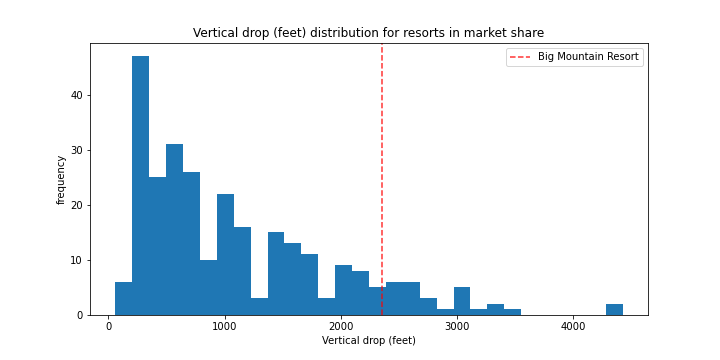 Vertical drop (feet) distribution for resorts in market share
Big Mountain Resort
frequency
40
30
20
10
0
0 1000 2000 3000 4000
Vertical drop (feet)